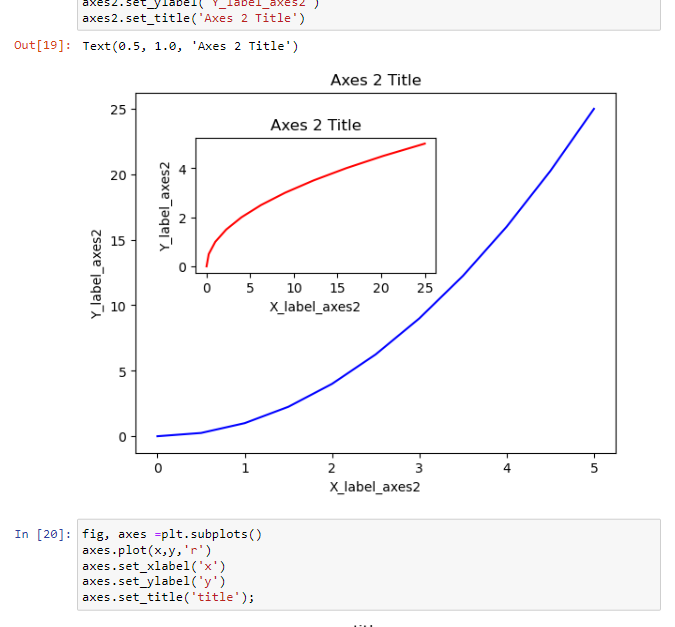 axes2.set_ylabel('Y_label_axes2')
axes2.set_title('Axes 2 Title')
Out[19]: Text(0.5, 1.0, 'Axes 2 Title')
Axes 2 Title
25
20
15
10
5
0
Y_label_axes2
Axes 2 Title
4
2
0
Y_label_axes2
0 5 10 15 20 25
X_label_axes2
0 1 2 3 4 5
X_label_axes2
In [20]: fig, axes =plt.subplots()
axes.plot(x,y,'r')
axes.set_xlabel('x')
axes.set_ylabel('y')
axes.set_title('title');